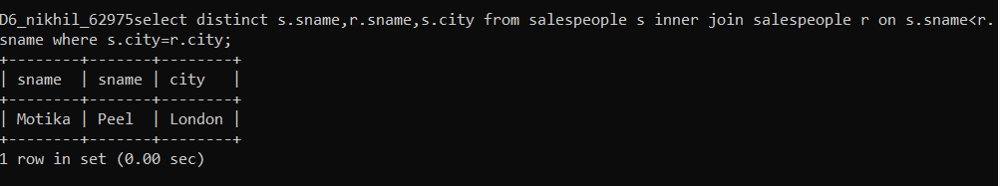 D6_nikhil_62975select distinct s.sname,r.sname,s.city from salespeople s inner join salespeople r on s.sname<r.
sname where s.city=r.city;
+--------+-------+--------+
| sname  | sname | city   |
+--------+-------+--------+
| Motika | Peel  | London |
+--------+-------+--------+
1 row in set (0.00 sec)